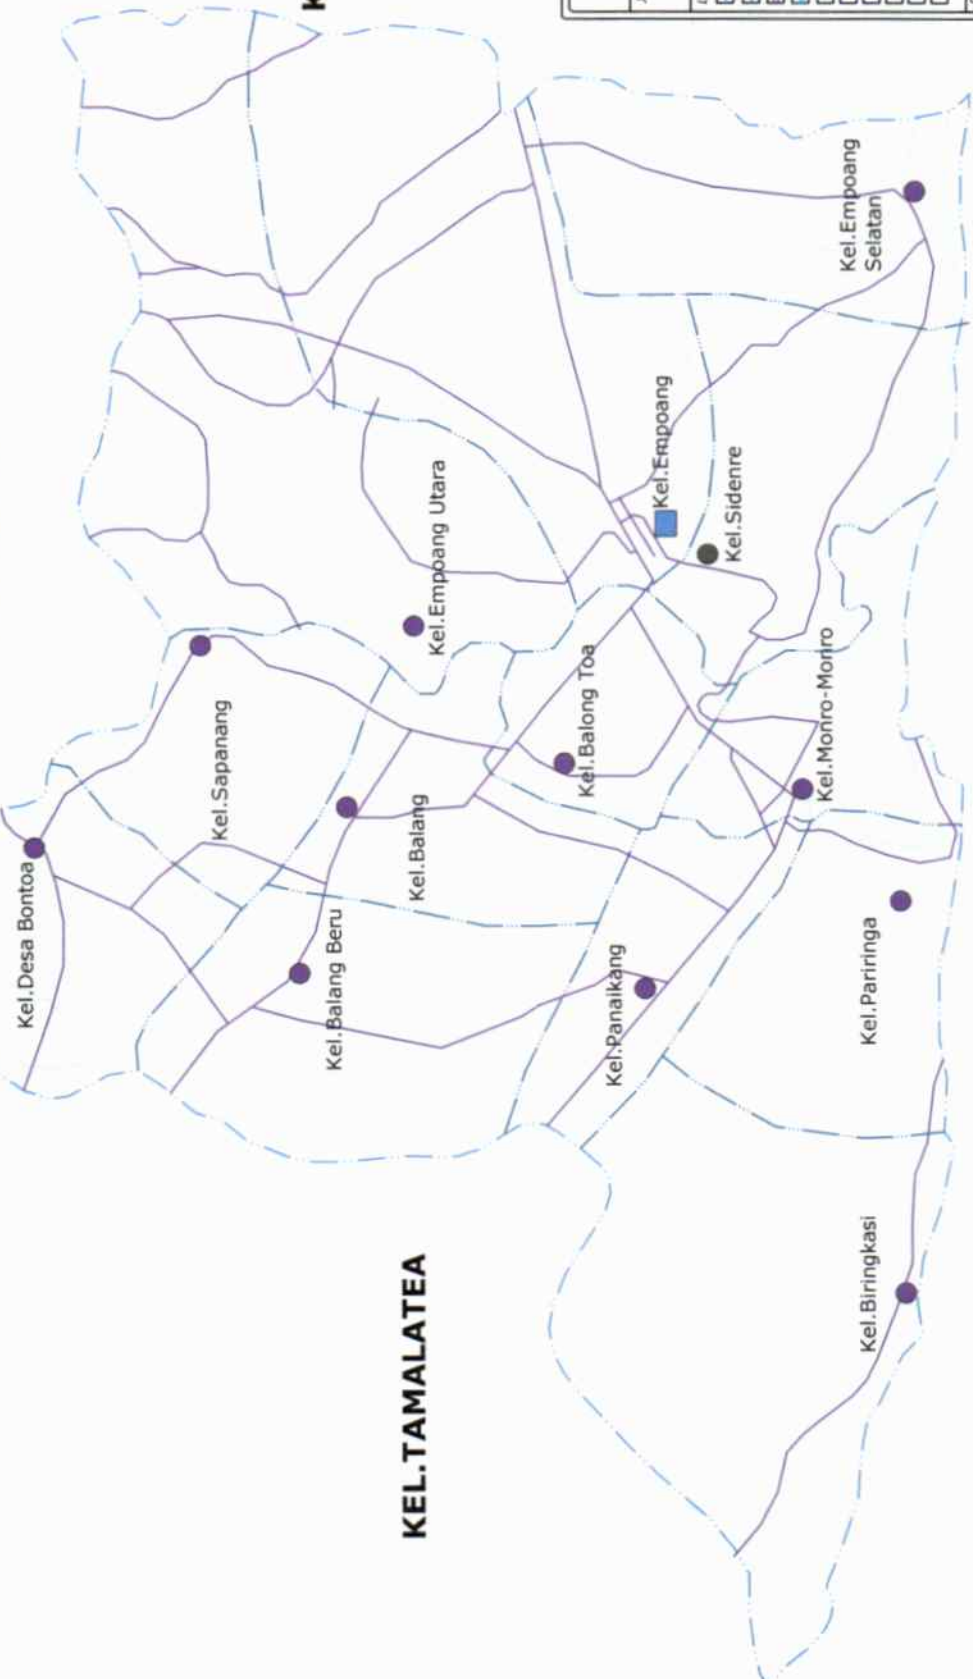 Kel.Desa Bontoa
Kel.Sapanang
Kel.Balang Beru
Kel.Balang
Kel.Empoang Utara
KEL.TAMALATEA
Kel.Balong Toa
Kel.Panaikang
Kel.Empoang
Kel.Sidenre
Kel.Monro-Monro
Kel.Empoang
Selatan
Kel.Pariringa
Kel.Biringkasi